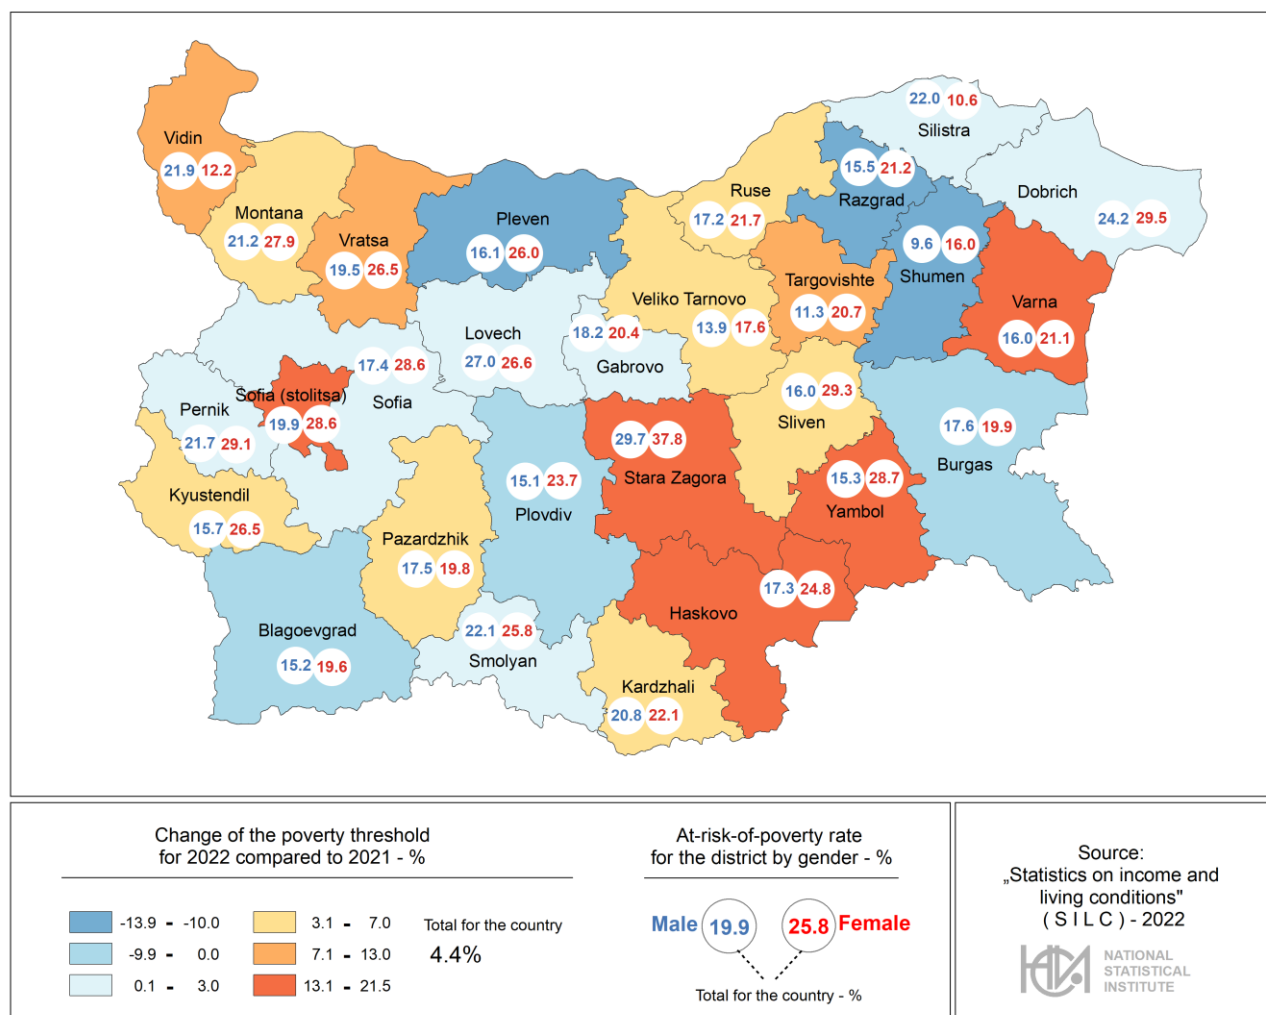 Vidin
21.9 12.2
Montana
21.2 27.9
Vratsa
19.5 26.5
Pleven
16.1 26.0
Ruse
17.2 21.7
22.0 10.6
Silistra
15.5 21.2
Razgrad
Dobrich
24.2 29.5
9.6 16.0
Shumen
Targovishte
11.3 20.7
Varna
16.0 21.1
Veliko Tarnovo
13.9 17.6
Lovech
27.0 26.6
18.2 20.4
Gabrovo
17.4 28.6
Sofia
Sofia (stolitsa)
19.9 28.6
Pernik
21.7 29.1
Kyustendil
15.7 26.5
16.0 29.3
Sliven
17.6 19.9
Burgas
29.7 37.8
Stara Zagora
15.3 28.7
Yambol
15.1 23.7
Plovdiv
Pazardzhik
17.5 19.8
17.3 24.8
Haskovo
Blagoevgrad
15.2 19.6
22.1 25.8
Smolyan
Kardzhali
20.8 22.1
Change of the poverty threshold
for 2022 compared to 2021 - %
-13.9 - -10.0
-9.9 - 0.0
0.1 - 3.0
3.1 - 7.0
7.1 - 13.0
13.1 - 21.5
Total for the country
4.4%
At-risk-of-poverty rate
for the district by gender - %
Male 19.9 25.8 Female
Total for the country - %
Source:
„Statistics on income and
living conditions"
( S I L C ) - 2022
NATIONAL
STATISTICAL
INSTITUTE